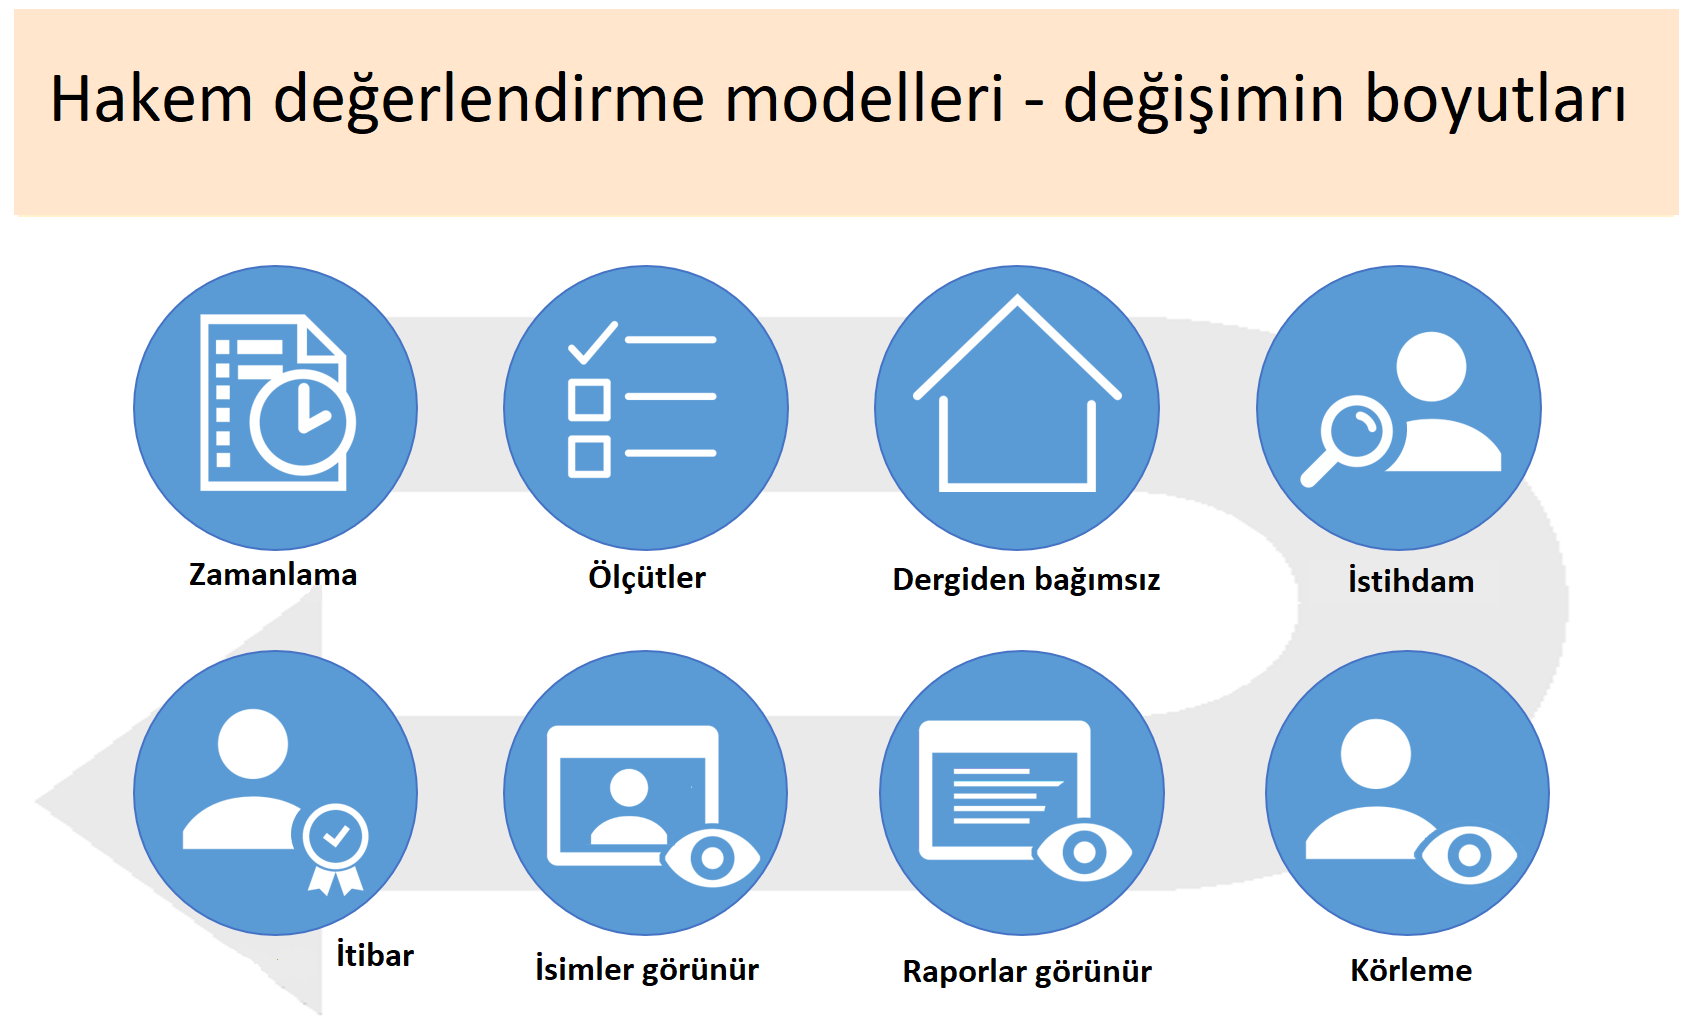 Hakem değerlendirme modelleri - değişimin boyutları
Zamanlama
Ölçütler
Dergiden bağımsız
İstihdam
İtibar
İsimler görünür
Raporlar görünür
Körleme